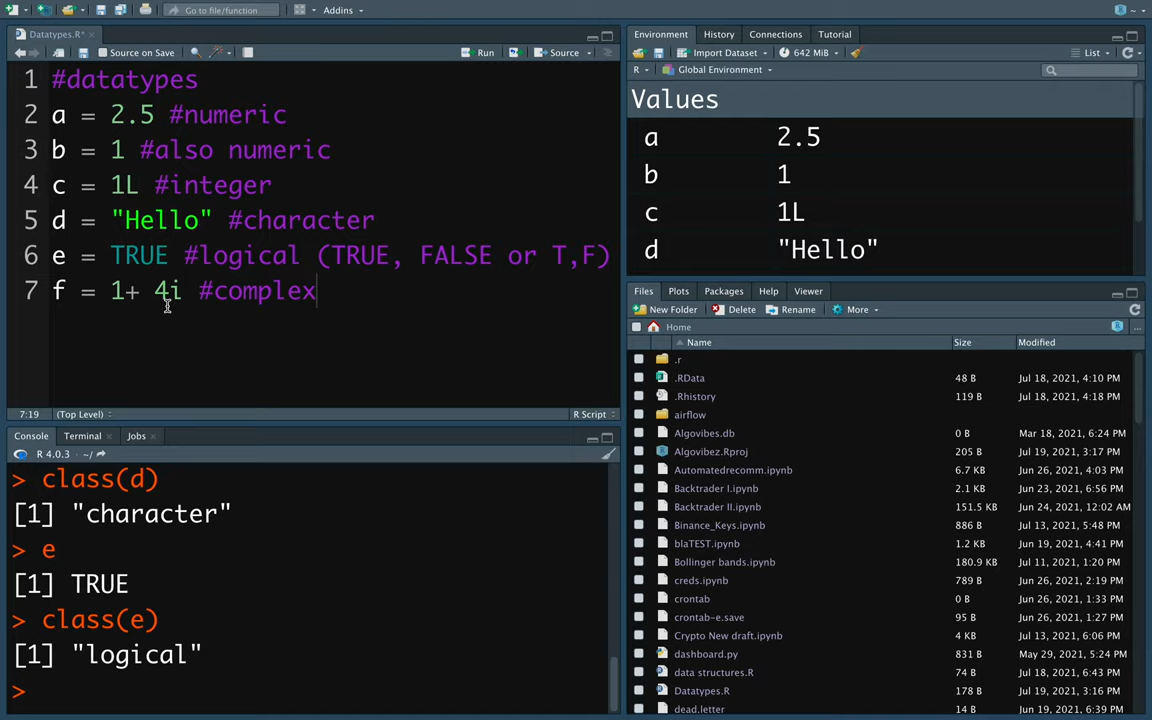 Go to file/function Addins ~
Datatypes.R*
Source on Save Run Source
1 #datatypes
2 a = 2.5 #numeric
3 b = 1 #also numeric
4 c = 1L #integer
5 d = "Hello" #character
6 e = TRUE #logical (TRUE, FALSE or T,F)
7 f = 1+ 4i #complex
7:19 (Top Level) R Script
Console Terminal Jobs
R 4.0.3 · ~/
> class(d)
[1] "character"
> e
[1] TRUE
> class(e)
[1] "logical"
>
Environment History Connections Tutorial
Import Dataset 642 MiB List
R Global Environment
Values
a 2.5
b 1
c 1L
d "Hello"
Files Plots Packages Help Viewer
New Folder Delete Rename More
Home ...
Name Size Modified
.r
.RData 48 B Jul 18, 2021, 4:10 PM
.Rhistory 119 B Jul 18, 2021, 4:18 PM
airflow
Algovibes.db 0 B Mar 18, 2021, 6:24 PM
Algovibez.Rproj 205 B Jul 19, 2021, 3:17 PM
Automatedrecomm.ipynb 6.7 KB Jun 26, 2021, 4:03 PM
Backtrader I.ipynb 2.1 KB Jun 23, 2021, 6:56 PM
Backtrader II.ipynb 151.5 KB Jun 24, 2021, 12:02 AM
Binance_Keys.ipynb 886 B Jul 13, 2021, 5:48 PM
blaTEST.ipynb 1.2 KB Jun 19, 2021, 4:41 PM
Bollinger bands.ipynb 180.9 KB Jul 11, 2021, 1:20 PM
creds.ipynb 789 B Jun 26, 2021, 2:19 PM
crontab 0 B Jun 26, 2021, 1:33 PM
crontab-e.save 95 B Jun 26, 2021, 1:27 PM
Crypto New draft.ipynb 4 KB Jul 13, 2021, 6:06 PM
dashboard.py 831 B May 29, 2021, 5:34 PM
data structures.R 74 B Jul 18, 2021, 6:43 PM
Datatypes.R 178 B Jul 19, 2021, 3:16 PM
dead.letter 14 B Jun 19, 2021, 6:39 PM